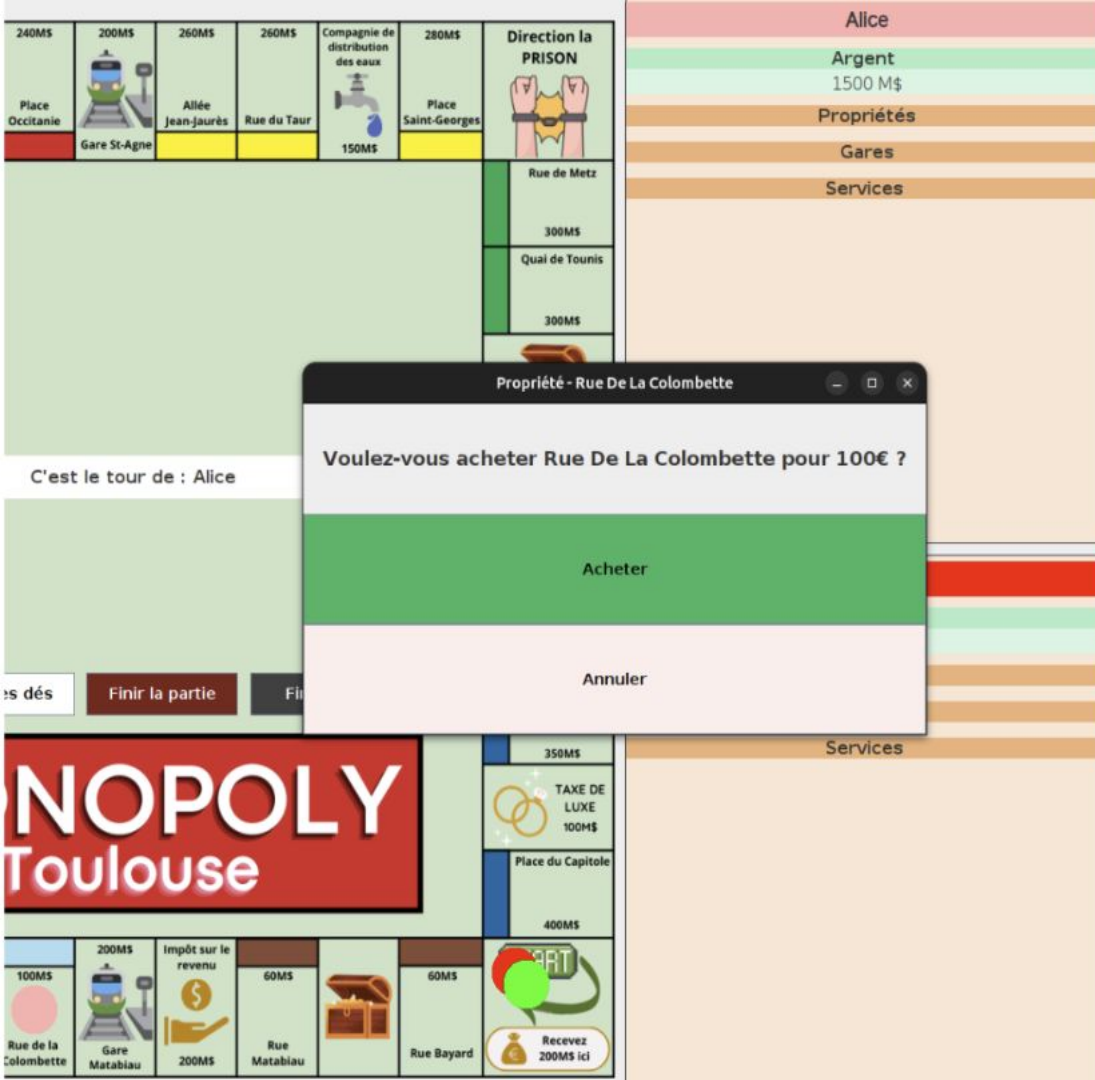 240M$
Place
Occitanie
200M$
Gare St-Agne
260M$
Allée
Jean-Jaurès
260M$
Rue du Taur
Compagnie de
distribution
des eaux
150M$
280M$
Place
Saint-Georges
Direction la
PRISON
Rue de Metz
300M$
Quai de Tounis
300M$
Alice
Argent
1500 M$
Propriétés
Gares
Services
Propriété - Rue De La Colombette
Voulez-vous acheter Rue De La Colombette pour 100€ ?
Acheter
Annuler
C'est le tour de : Alice
es dés
Finir la partie
Services
350M$
TAXE DE
LUXE
100M$
Place du Capitole
400M$
NOPOLY
Toulouse
100M$
Rue de la
Colombette
200M$
Gare
Matabiau
Impôt sur le
revenu
200M$
60M$
Rue
Matabiau
60M$
Rue Bayard
ART
Recevez
200M$ ici